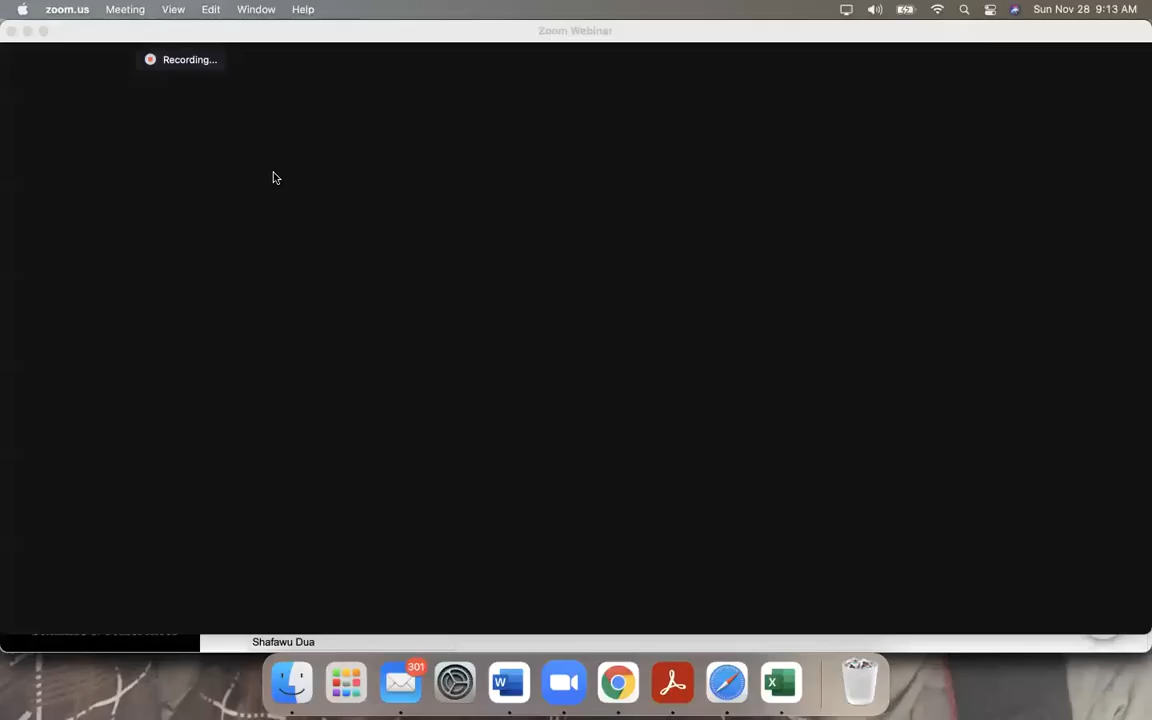 zoom.us Meeting View Edit Window Help Sun Nov 28 9:13 AM
Zoom Webinar
Recording...
Shafawu Dua
301
W
X